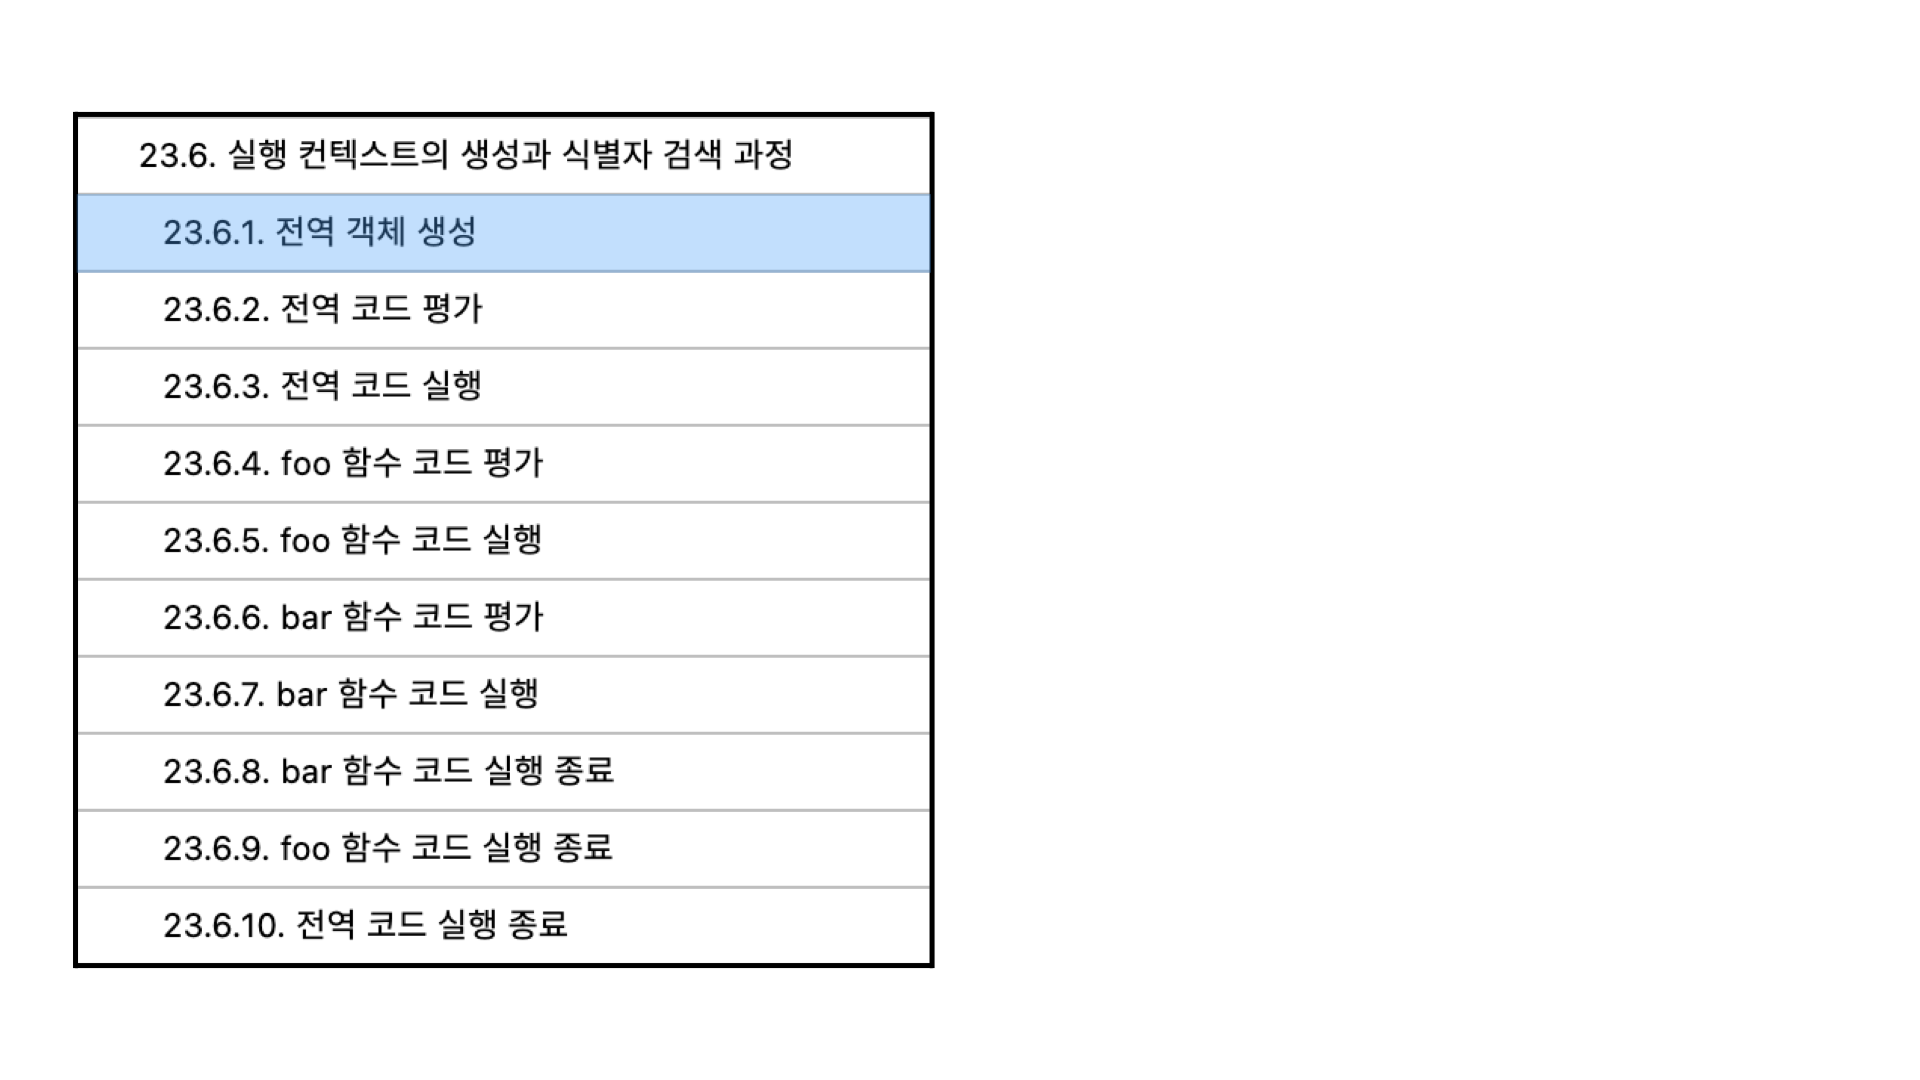 23.6. 실행 컨텍스트의 생성과 식별자 검색 과정
23.6.1. 전역 객체 생성
23.6.2. 전역 코드 평가
23.6.3. 전역 코드 실행
23.6.4. foo 함수 코드 평가
23.6.5. foo 함수 코드 실행
23.6.6. bar 함수 코드 평가
23.6.7. bar 함수 코드 실행
23.6.8. bar 함수 코드 실행 종료
23.6.9. foo 함수 코드 실행 종료
23.6.10. 전역 코드 실행 종료